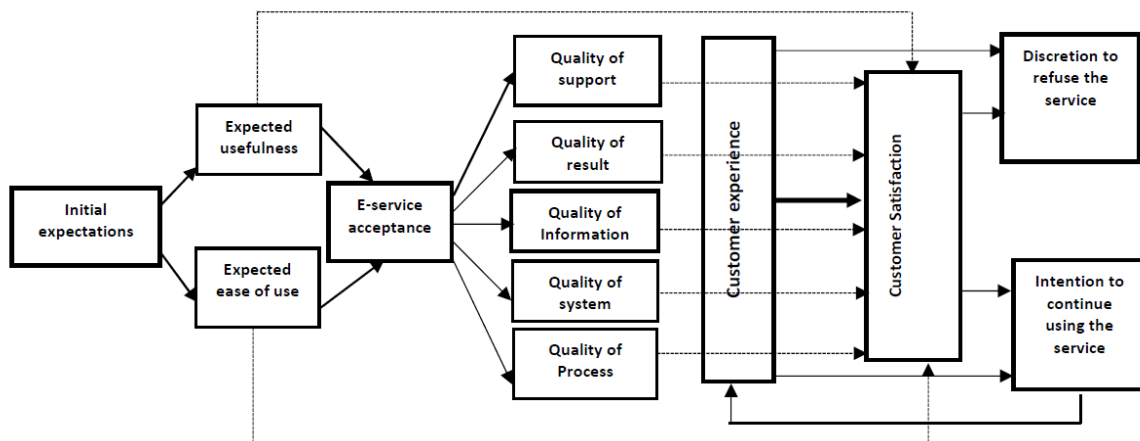 Initial
expectations
Expected
usefulness
Expected
ease of use
E-service
acceptance
Quality of
support
Quality of
result
Quality of
Information
Quality of
system
Quality of
Process
Customer experience
Customer Satisfaction
Discretion to
refuse the
service
Intention to
continue
using the
service